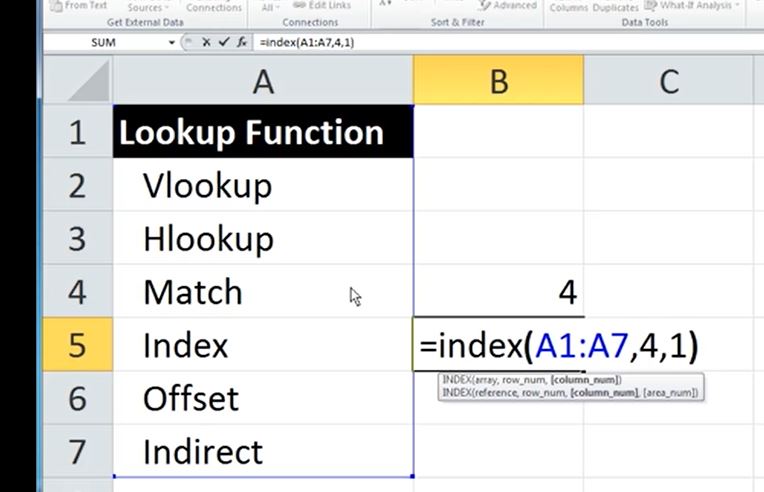 From Text Sources Connections All Edit Links Advanced Columns Duplicates What-If Analysis
Get External Data Connections Sort & Filter Data Tools
SUM fx =index(A1:A7,4,1)
A B C
1 Lookup Function
2 Vlookup
3 Hlookup
4 Match 4
5 Index =index(A1:A7,4,1)
INDEX(array, row_num, [column_num])
INDEX(reference, row_num, [column_num], [area_num])
6 Offset
7 Indirect